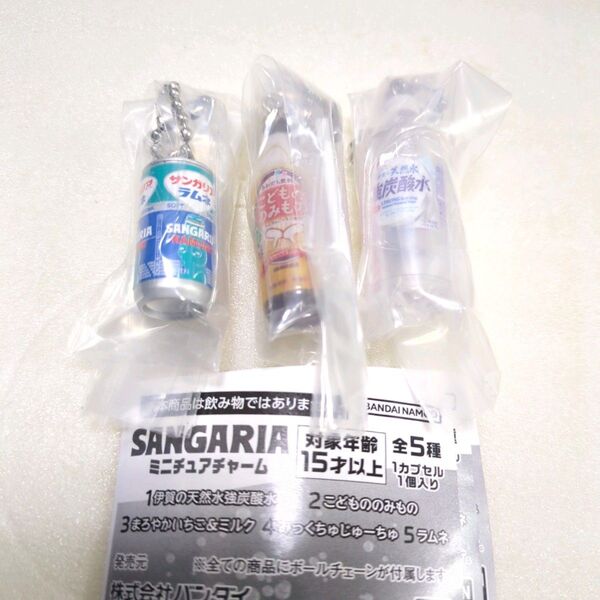 サンガリア
ラムネ
SANGARIA
こどもの
のみもの
天然水
強炭酸水
本商品は飲み物ではありま
BANDAI NAMCO
SANGARIA
ミニチュアチャーム
対象年齢
15才以上
全5種
1カプセル
1個入り
1伊賀の天然水強炭酸水 2こどもののみもの
3まろやかいちご&ミルク 4みっくちゅじゅーちゅ 5ラムネ
発売元 ※全ての商品にボールチェーンが付属します
株式会社バンダイ